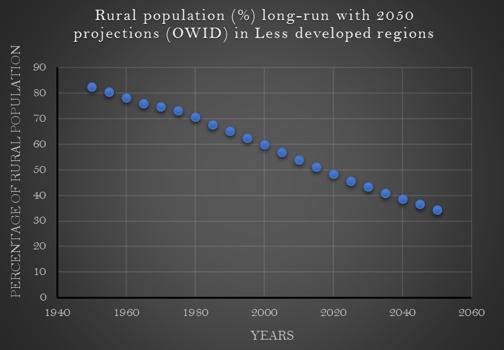 Rural population (%) long-run with 2050
projections (OWID) in Less developed regions
PERCENTAGE OF RURAL POPULATION
90
80
70
60
50
40
30
20
10
0
1940 1960 1980 2000 2020 2040 2060
YEARS